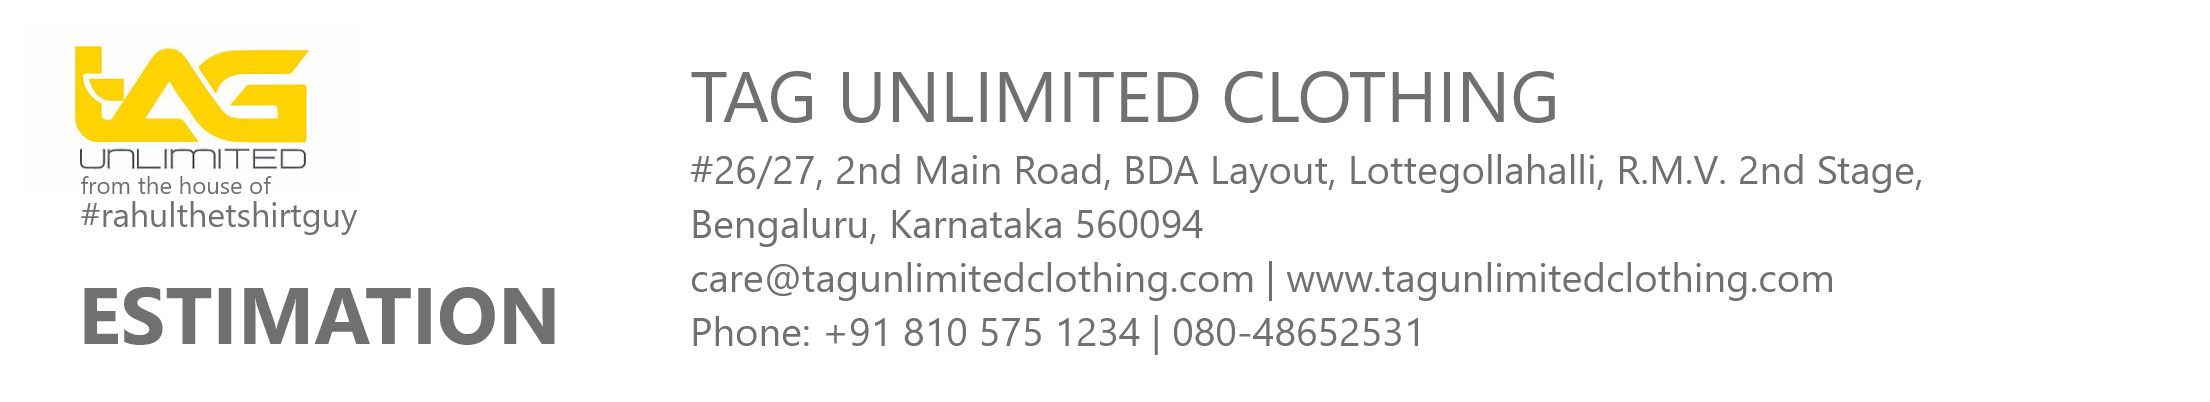 tAG
UNLIMITED
from the house of
#rahulthetshirtguy
ESTIMATION
TAG UNLIMITED CLOTHING
#26/27, 2nd Main Road, BDA Layout, Lottegollahalli, R.M.V. 2nd Stage,
Bengaluru, Karnataka 560094
care@tagunlimitedclothing.com | www.tagunlimitedclothing.com
Phone: +91 810 575 1234 | 080-48652531